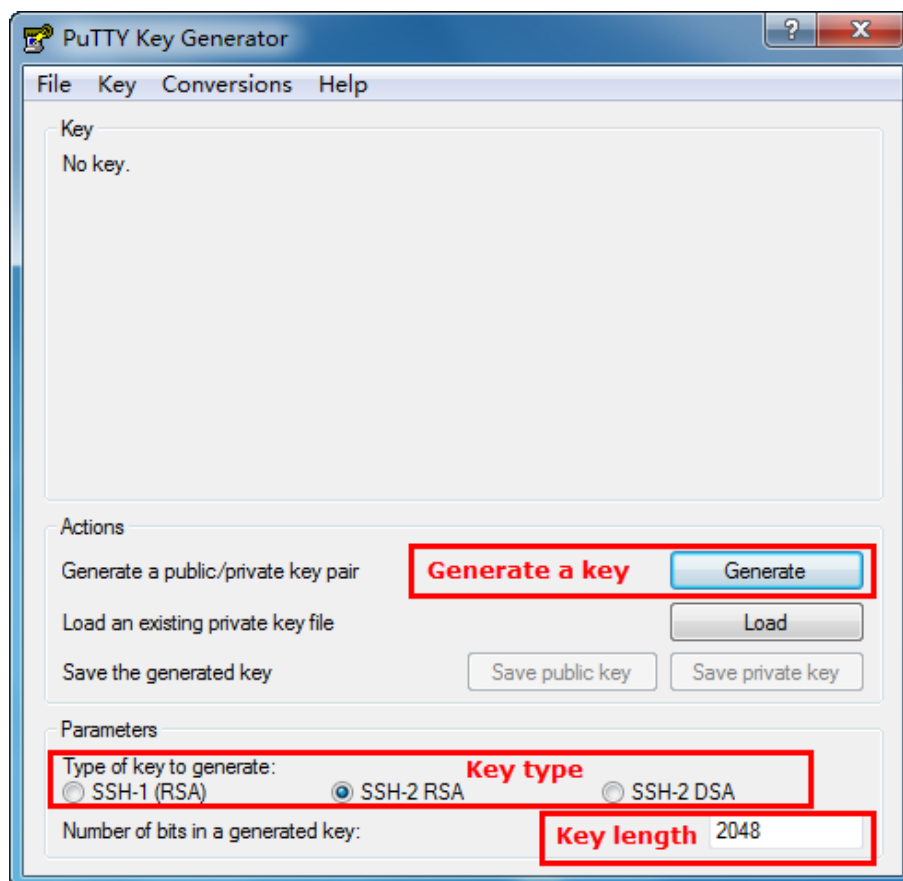 PuTTY Key Generator
? X
File Key Conversions Help
Key
No key.
Actions
Generate a public/private key pair Generate a key Generate
Load an existing private key file Load
Save the generated key Save public key Save private key
Parameters
Type of key to generate: Key type
SSH-1 (RSA) SSH-2 RSA SSH-2 DSA
Number of bits in a generated key: Key length 2048